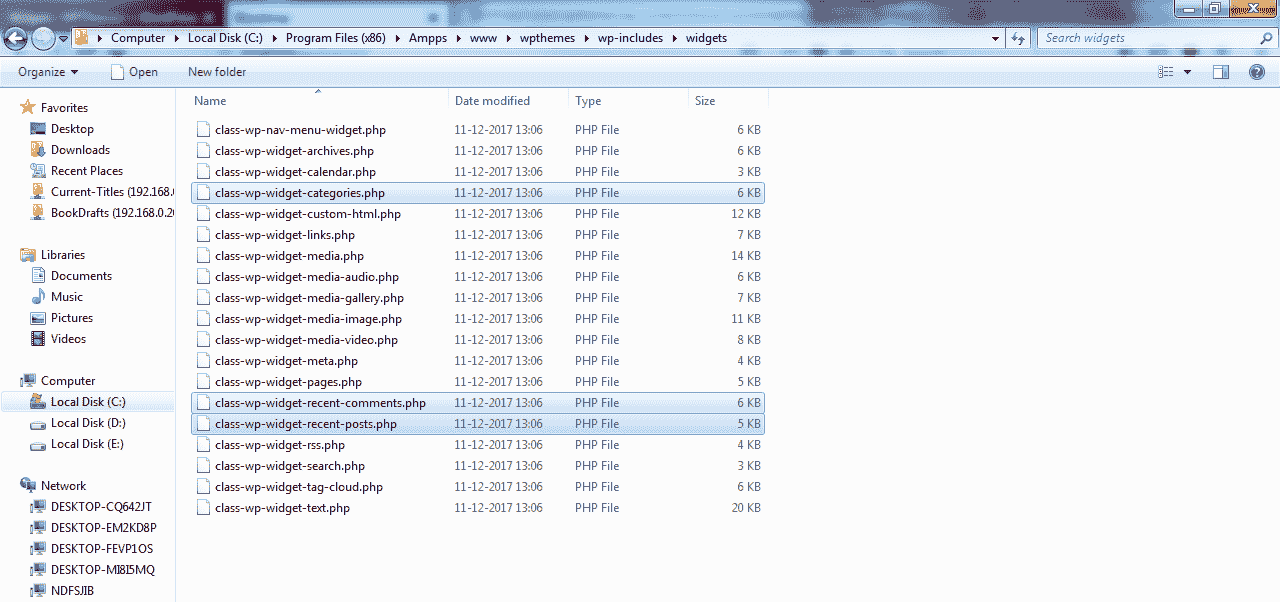 Computer Local Disk (C:) Program Files (x86) Ampps www wpthemes wp-includes widgets Search widgets
Organize Open New folder
Name Date modified Type Size
Favorites
Desktop
Downloads
Recent Places
Current-Titles (192.168.
BookDrafts (192.168.0.20
Libraries
Documents
Music
Pictures
Videos
Computer
Local Disk (C:)
Local Disk (D:)
Local Disk (E:)
Network
DESKTOP-CQ642JT
DESKTOP-EM2KD8P
DESKTOP-FEVP1OS
DESKTOP-MI8I5MQ
NDFSJIB
class-wp-nav-menu-widget.php 11-12-2017 13:06 PHP File 6 KB
class-wp-widget-archives.php 11-12-2017 13:06 PHP File 6 KB
class-wp-widget-calendar.php 11-12-2017 13:06 PHP File 3 KB
class-wp-widget-categories.php 11-12-2017 13:06 PHP File 6 KB
class-wp-widget-custom-html.php 11-12-2017 13:06 PHP File 12 KB
class-wp-widget-links.php 11-12-2017 13:06 PHP File 7 KB
class-wp-widget-media.php 11-12-2017 13:06 PHP File 14 KB
class-wp-widget-media-audio.php 11-12-2017 13:06 PHP File 6 KB
class-wp-widget-media-gallery.php 11-12-2017 13:06 PHP File 7 KB
class-wp-widget-media-image.php 11-12-2017 13:06 PHP File 11 KB
class-wp-widget-media-video.php 11-12-2017 13:06 PHP File 8 KB
class-wp-widget-meta.php 11-12-2017 13:06 PHP File 4 KB
class-wp-widget-pages.php 11-12-2017 13:06 PHP File 5 KB
class-wp-widget-recent-comments.php 11-12-2017 13:06 PHP File 6 KB
class-wp-widget-recent-posts.php 11-12-2017 13:06 PHP File 5 KB
class-wp-widget-rss.php 11-12-2017 13:06 PHP File 4 KB
class-wp-widget-search.php 11-12-2017 13:06 PHP File 3 KB
class-wp-widget-tag-cloud.php 11-12-2017 13:06 PHP File 6 KB
class-wp-widget-text.php 11-12-2017 13:06 PHP File 20 KB